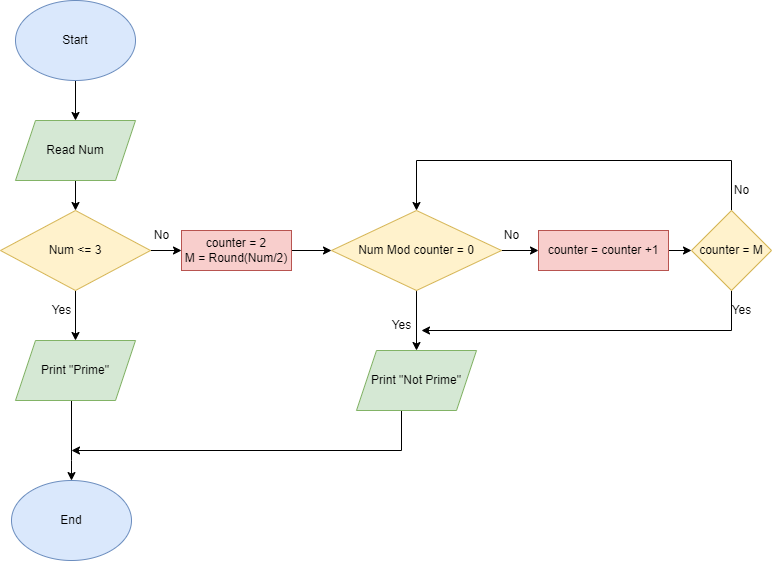 Start
Read Num
Num <= 3
No
counter = 2
M = Round(Num/2)
Num Mod counter = 0
No
counter = counter +1
counter = M
No
Yes
Yes
Yes
Print "Prime"
Print "Not Prime"
End